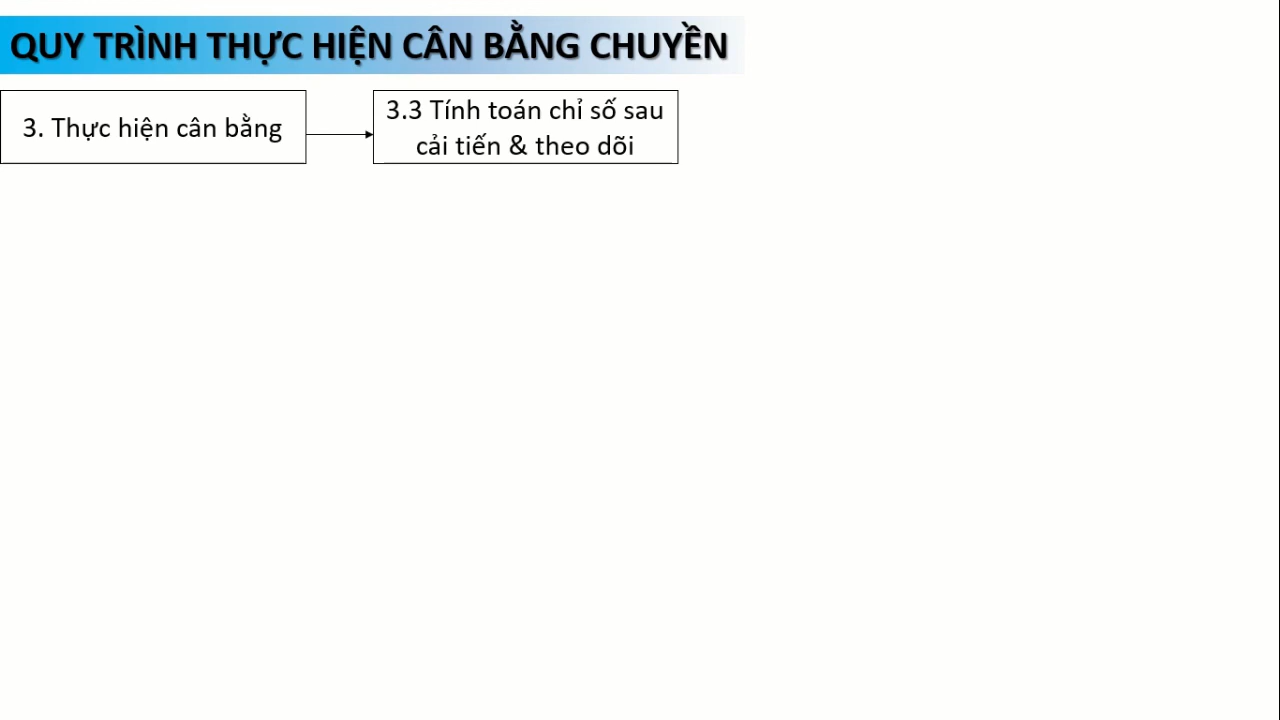 QUY TRÌNH THỰC HIỆN CÂN BẰNG CHUYỀN
3. Thực hiện cân bằng
3.3 Tính toán chỉ số sau
cải tiến & theo dõi